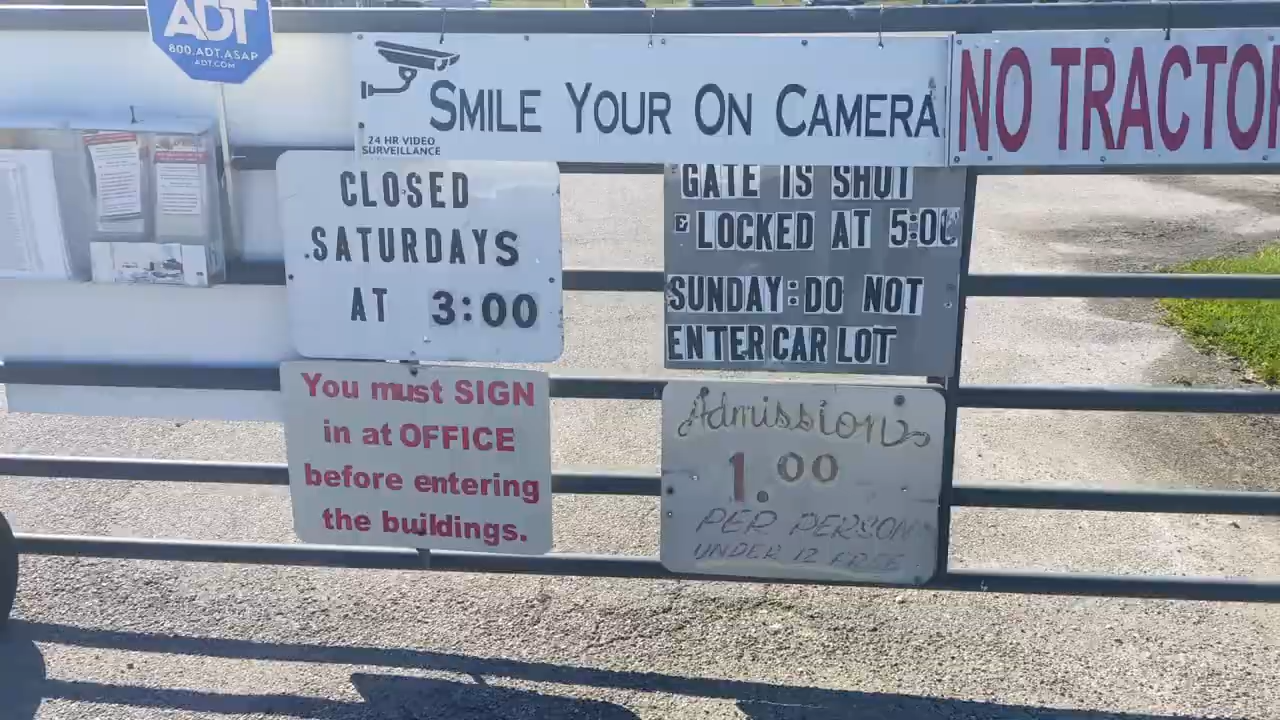 ADT
800.ADT.ASAP
ADT.COM
SMILE YOUR ON CAMERA
24 HR VIDEO
SURVEILLANCE
NO TRACTOR
CLOSED
SATURDAYS
AT 3:00
GATE IS SHUT
& LOCKED AT 5:00
SUNDAY: DO NOT
ENTER CAR LOT
You must SIGN
in at OFFICE
before entering
the buildings.
Admission
1.00
PER PERSON
UNDER 12 FREE